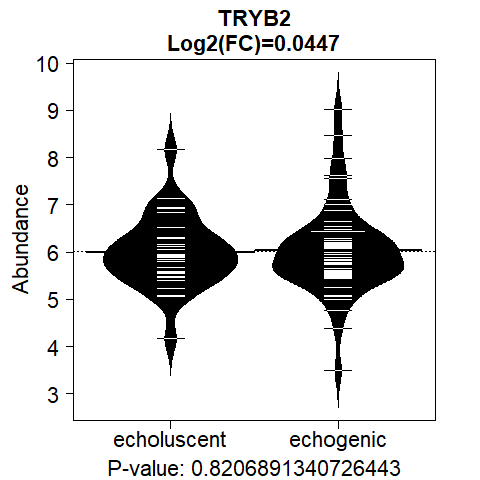 TRYB2
Log2(FC)=0.0447
10
9
8
7
6
5
4
3
Abundance
echoluscent echogenic
P-value: 0.8206891340726443